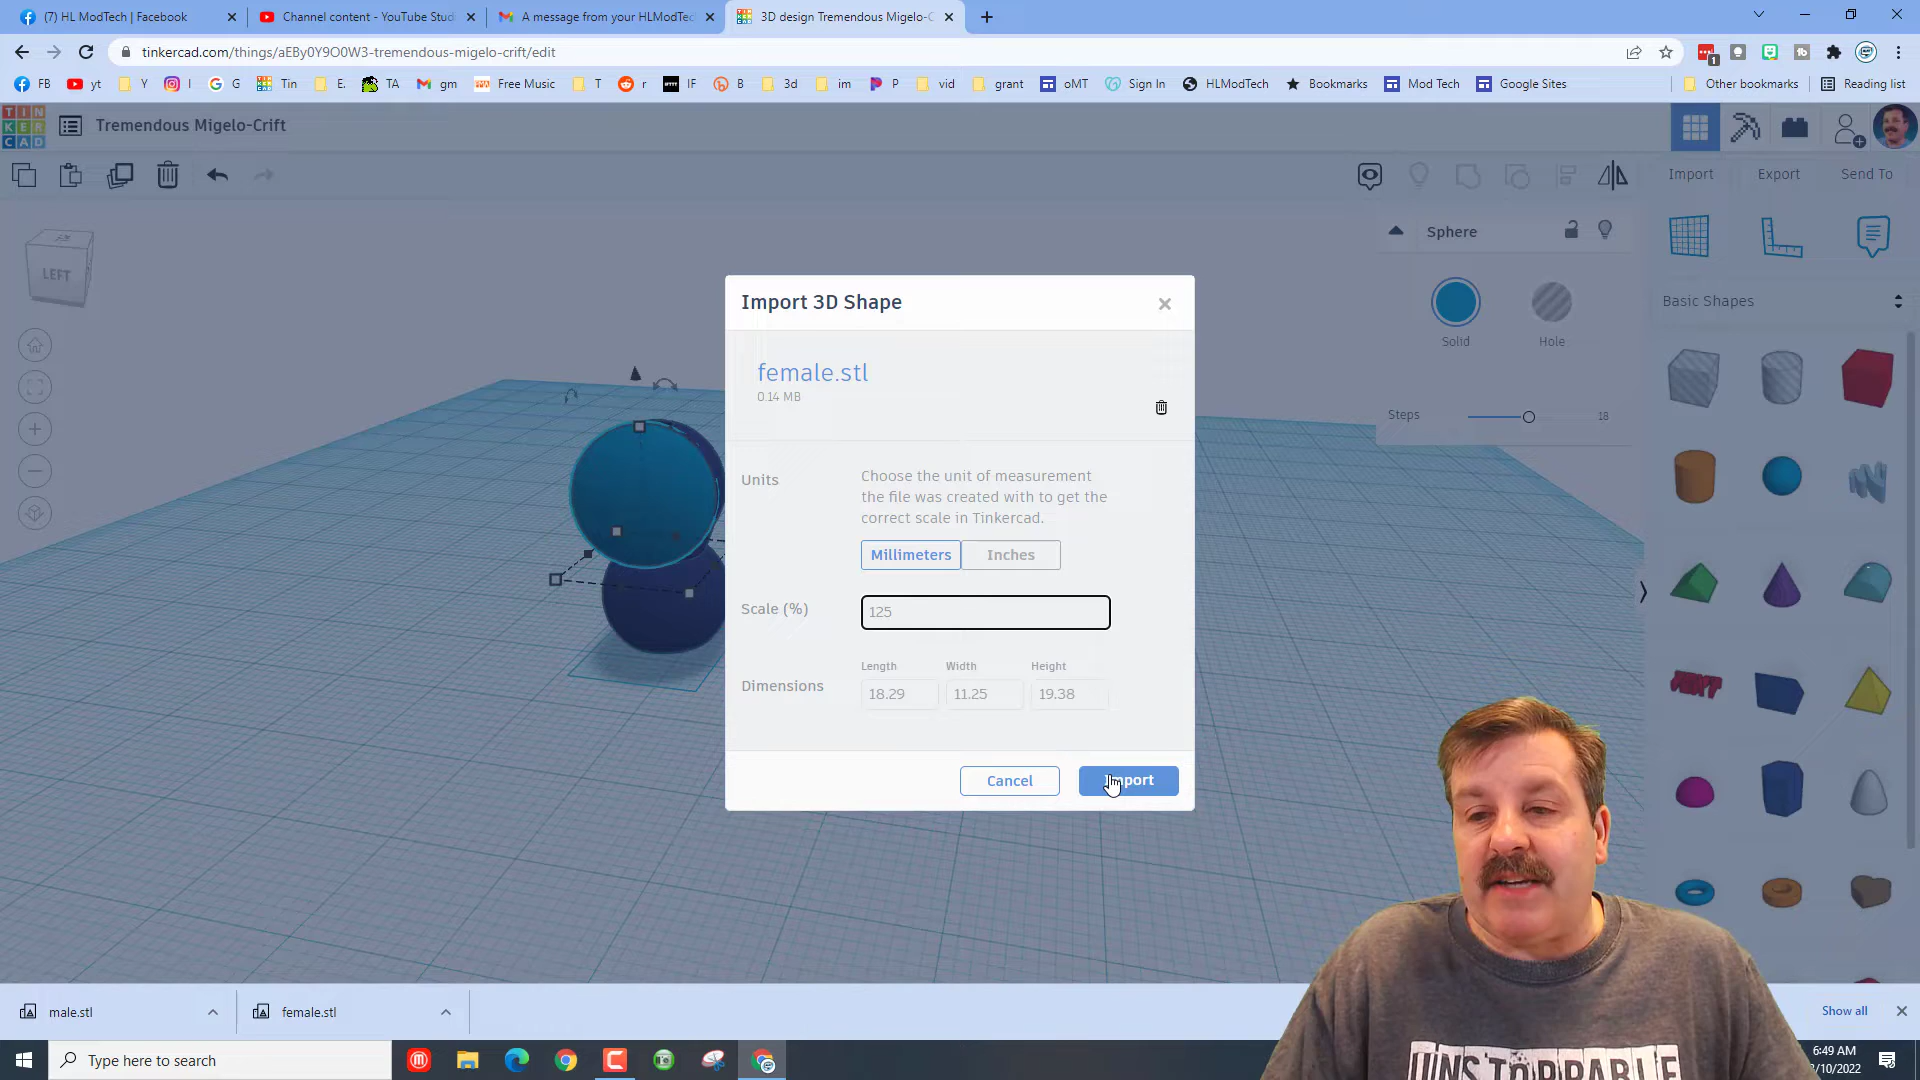 (7) HL ModTech | Facebook
Channel content - YouTube Stud
A message from your HLModTec
3D design Tremendous Migelo-C
tinkercad.com/things/aEBy0Y9O0W3-tremendous-migelo-crift/edit
FB yt Y I G Tin E. TA gm Free Music T r IF B 3d im P vid grant oMT Sign In HLModTech Bookmarks Mod Tech Google Sites Other bookmarks Reading list
TIN
KER
CAD
Tremendous Migelo-Crift
Import Export Send To
LEFT
Sphere
Solid Hole
Steps 18
Basic Shapes
Import 3D Shape
female.stl
0.14 MB
Units
Choose the unit of measurement
the file was created with to get the
correct scale in Tinkercad.
Millimeters Inches
Scale (%) 125
Length Width Height
Dimensions 18.29 11.25 19.38
Cancel Import
male.stl female.stl Show all
Type here to search
6:49 AM
/10/2022
UNSTOPPABLE